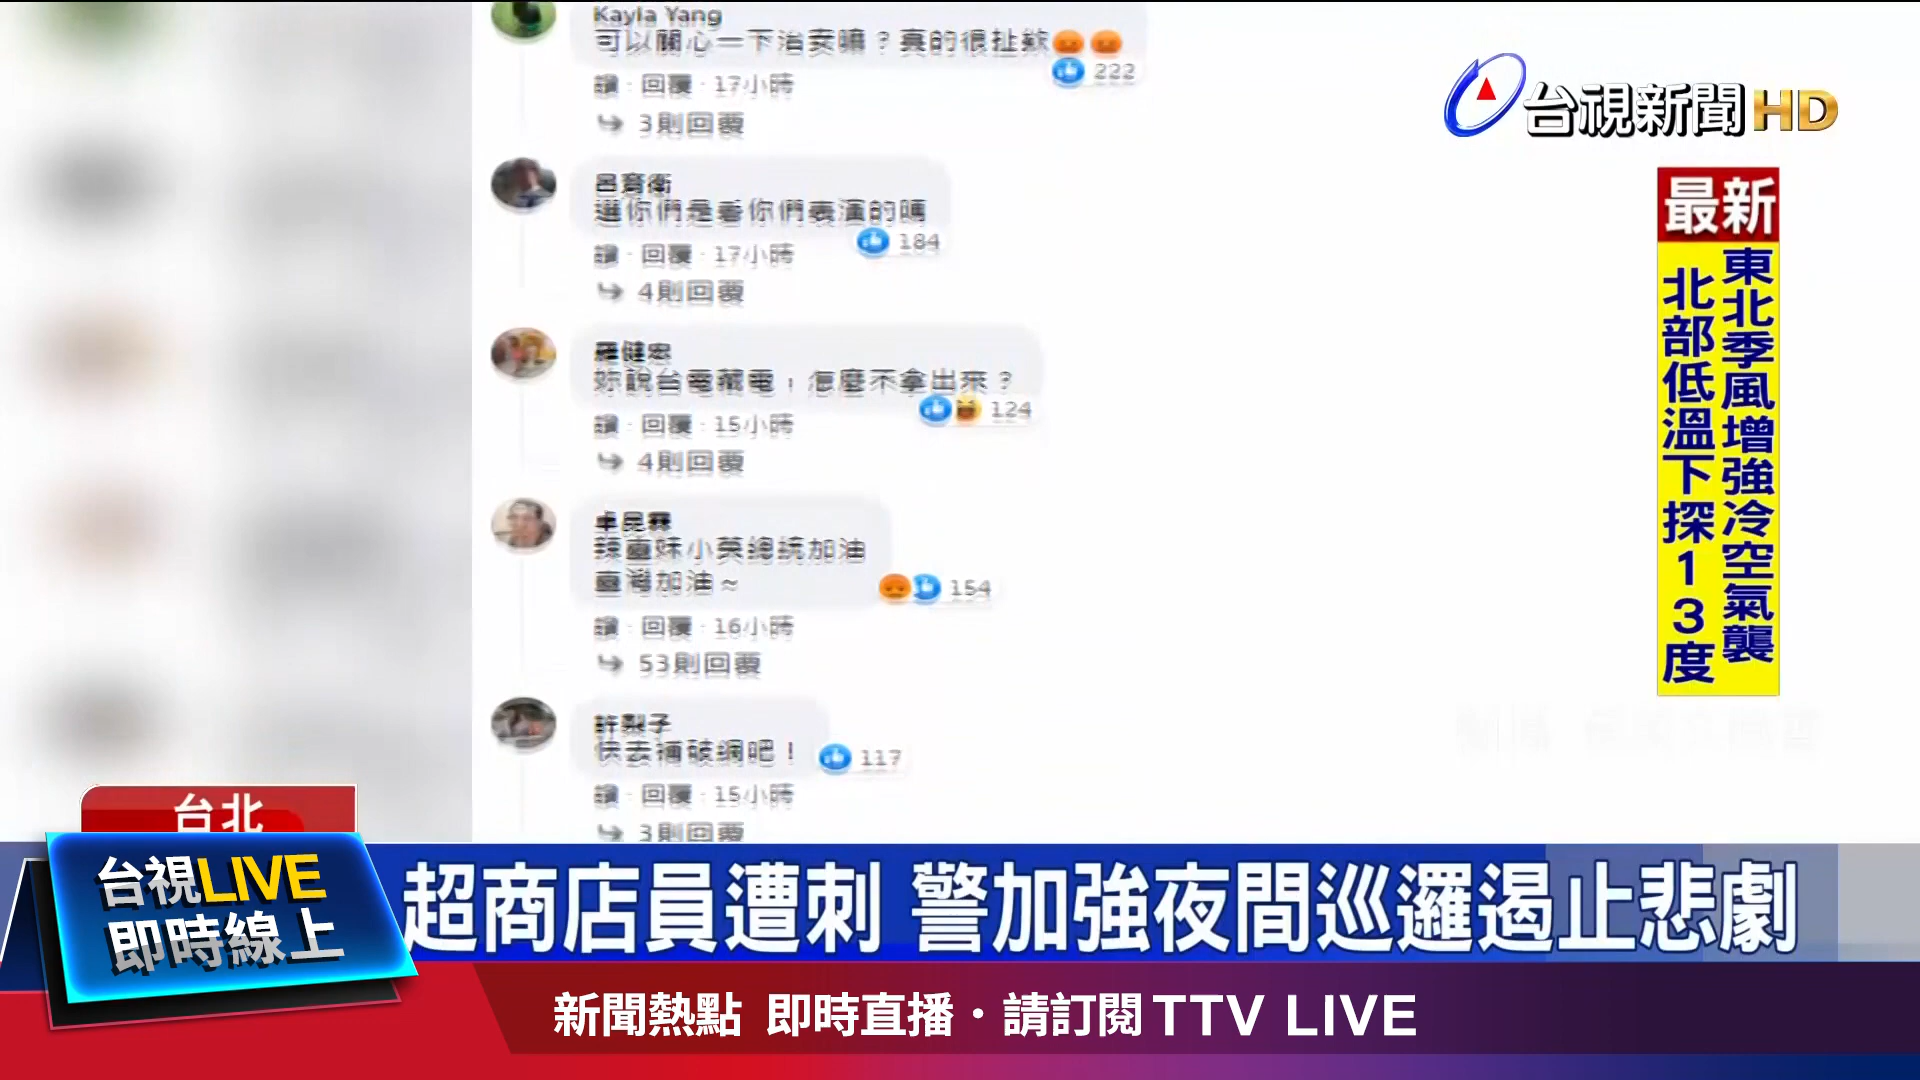 Kayla Yang
可以關心一下治安嘛？真的很扯欸
222
讚 · 回覆 · 17小時
3則回覆
呂育衛
選你們是看你們表演的嗎
184
讚 · 回覆 · 17小時
4則回覆
羅健宏
妳說台電藏電，怎麼不拿出來？
124
讚 · 回覆 · 15小時
4則回覆
卓昆霖
辣臺妹小英總統加油
臺灣加油～
154
讚 · 回覆 · 16小時
53則回覆
許梨子
快去補破網吧！
117
讚 · 回覆 · 15小時
3則回覆
台視新聞HD
最新
東北季風增強冷空氣襲
北部低溫下探13度
台北
台視LIVE
即時線上
超商店員遭刺 警加強夜間巡邏遏止悲劇
新聞熱點 即時直播·請訂閱TTV LIVE